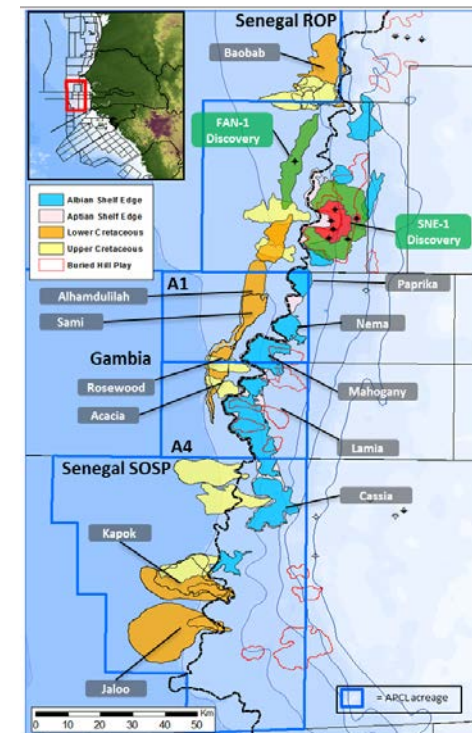 Senegal ROP
Baobab
FAN-1
Discovery
Albian Shelf Edge
Aptian Shelf Edge
Lower Cretaceous
Upper Cretaceous
Buried Hill Play
SNE-1
Discovery
A1
Paprika
Alhamdulilah
Sami
Nema
Gambia
Rosewood
Mahogany
Acacia
Lamia
A4
Senegal SOSP
Cassia
Kapok
Jaloo
Km
0 10 20 30 40 50
= APCL acreage